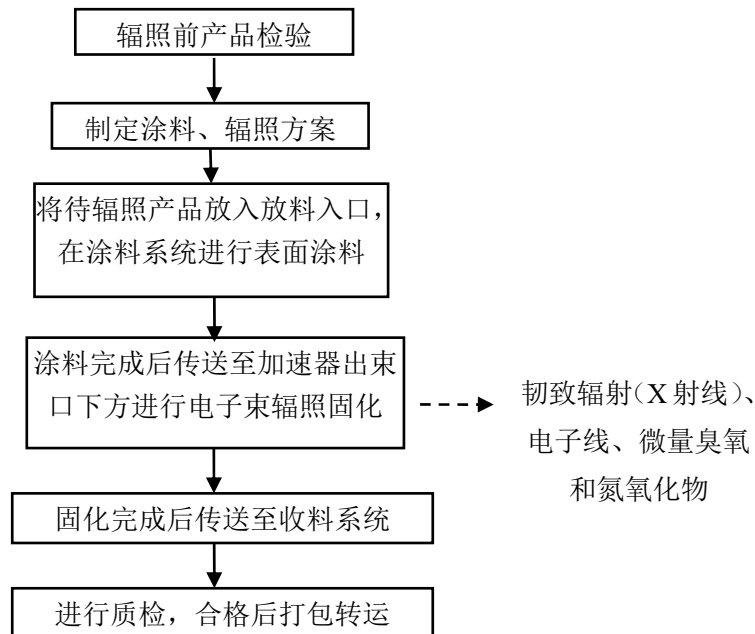 辐照前产品检验
制定涂料、辐照方案
将待辐照产品放入放料入口，
在涂料系统进行表面涂料
涂料完成后传送至加速器出束
口下方进行电子束辐照固化
韧致辐射（X 射线）、
电子线、微量臭氧
和氮氧化物
固化完成后传送至收料系统
进行质检，合格后打包转运